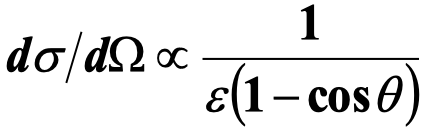 dσ/dΩ ∝ 1 / ε(1 − cos θ)